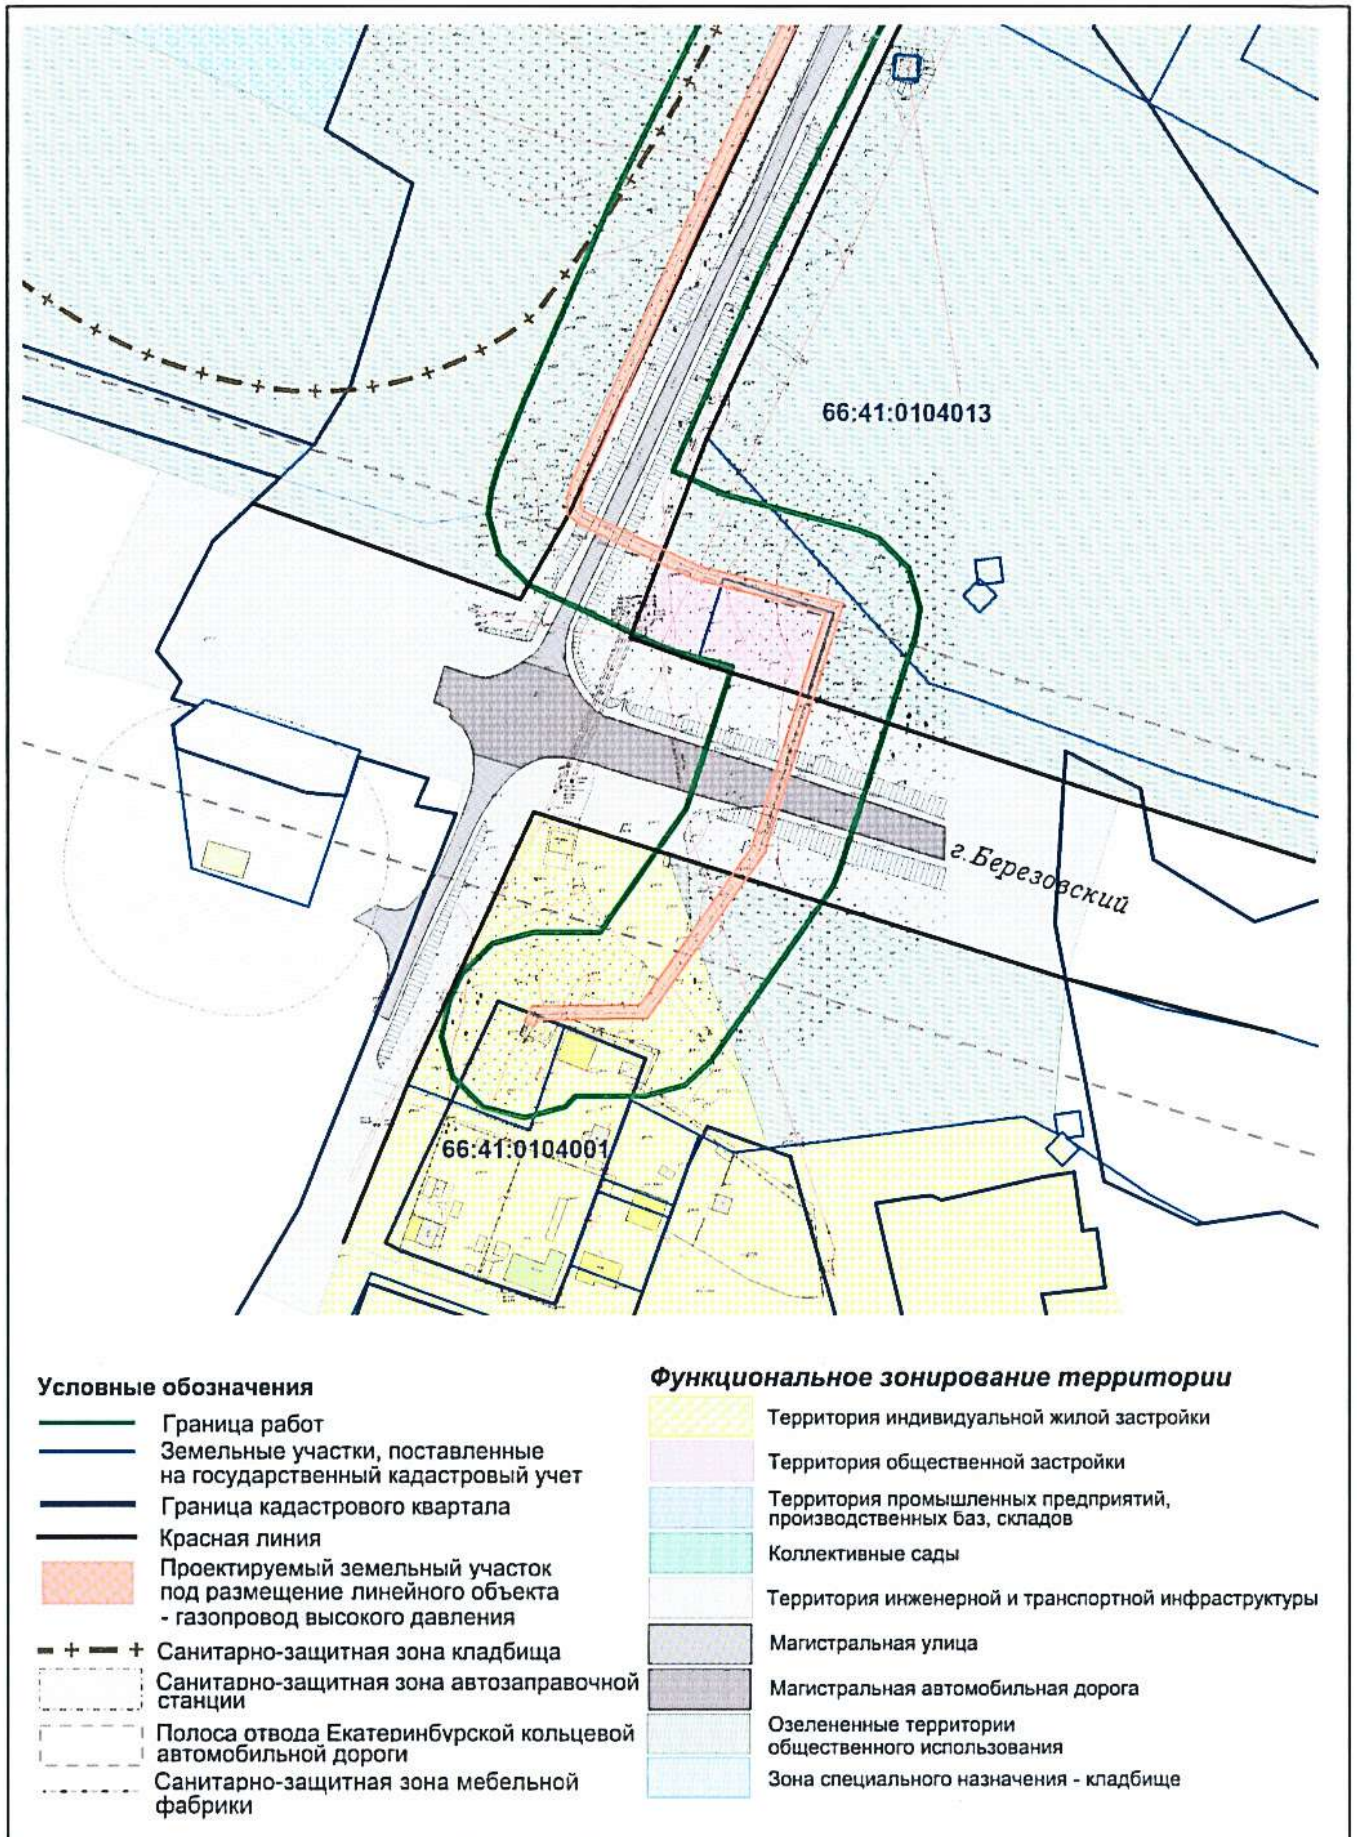 66:41:0104013
г.Березовский
66:41:0104001
Условные обозначения
Граница работ
Земельные участки, поставленные
на государственный кадастровый учет
Граница кадастрового квартала
Красная линия
Проектируемый земельный участок
под размещение линейного объекта
- газопровод высокого давления
Санитарно-защитная зона кладбища
Санитарно-защитная зона автозаправочной
станции
Полоса отвода Екатеринбурской кольцевой
автомобильной дороги
Санитарно-защитная зона мебельной
фабрики
Функциональное зонирование территории
Территория индивидуальной жилой застройки
Территория общественной застройки
Территория промышленных предприятий,
производственных баз, складов
Коллективные сады
Территория инженерной и транспортной инфраструктуры
Магистральная улица
Магистральная автомобильная дорога
Озелененные территории
общественного использования
Зона специального назначения - кладбище